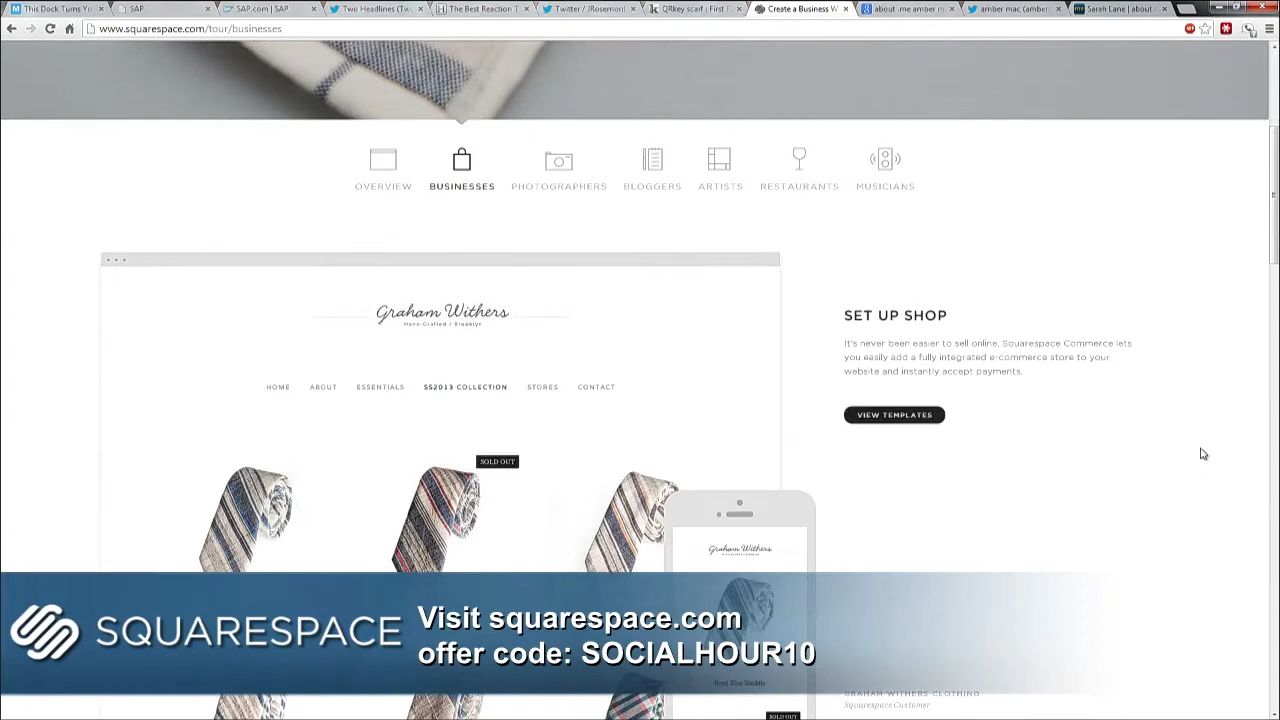 This Dock Turns Yo
SAP
SAP.com | SAP
Two Headlines (Tw
The Best Reaction T
Twitter / JRosemont
QRkey scarf : First F
Create a Business W
about .me amber m
amber mac (amber
Sarah Lane | about
www.squarespace.com/tour/businesses
OVERVIEW
BUSINESSES
PHOTOGRAPHERS
BLOGGERS
ARTISTS
RESTAURANTS
MUSICIANS
Graham Withers
Hand-Crafted / Brooklyn
HOME
ABOUT
ESSENTIALS
SS2013 COLLECTION
STORES
CONTACT
SET UP SHOP
It's never been easier to sell online. Squarespace Commerce lets
you easily add a fully integrated e-commerce store to your
website and instantly accept payments.
VIEW TEMPLATES
SOLD OUT
Graham Withers
SQUARESPACE
Visit squarespace.com
offer code: SOCIALHOUR10
Royal Blue Necktie
GRAHAM WITHERS CLOTHING
Squarespace Customer
SOLD OUT